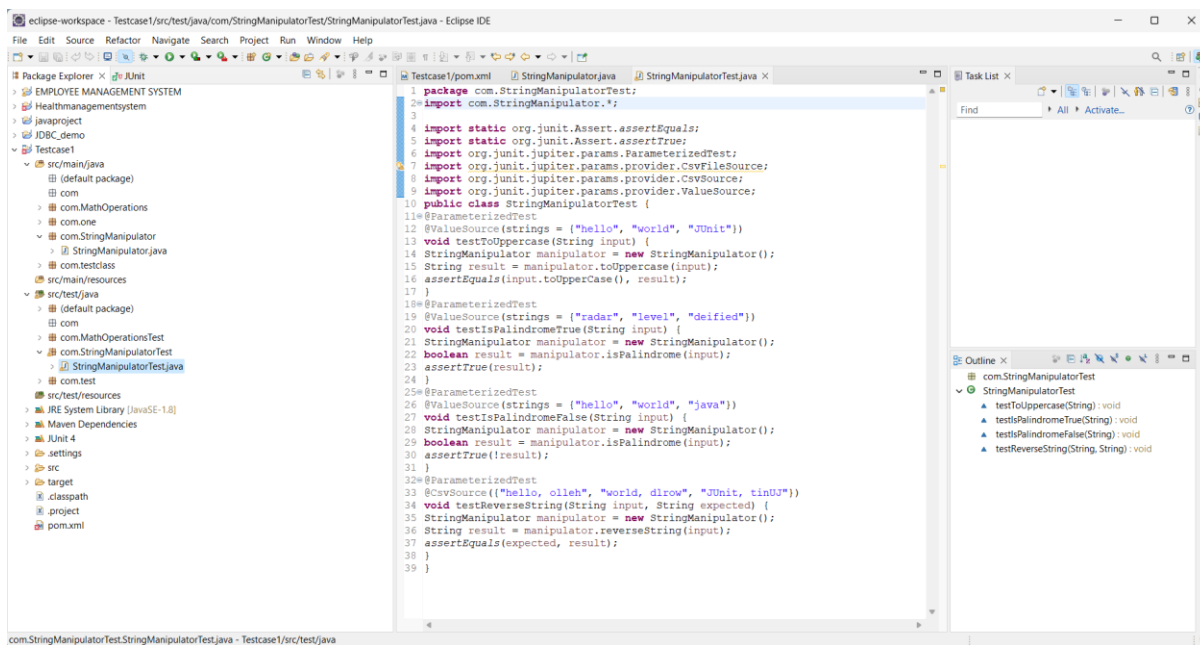 eclipse-workspace - Testcase1/src/test/java/com/StringManipulatorTest/StringManipulatorTest.java - Eclipse IDE
File Edit Source Refactor Navigate Search Project Run Window Help
Package Explorer
JUnit
EMPLOYEE MANAGEMENT SYSTEM
Healthmanagementsystem
javaproject
JDBC_demo
Testcase1
src/main/java
(default package)
com
com.MathOperations
com.one
com.StringManipulator
StringManipulator.java
com.testclass
src/main/resources
src/test/java
(default package)
com
com.MathOperationsTest
com.StringManipulatorTest
StringManipulatorTest.java
com.test
src/test/resources
JRE System Library [JavaSE-1.8]
Maven Dependencies
JUnit 4
.settings
src
target
.classpath
.project
pom.xml
Testcase1/pom.xml
StringManipulator.java
StringManipulatorTest.java
1 package com.StringManipulatorTest;
2 import com.StringManipulator.*;
3
4 import static org.junit.Assert.assertEquals;
5 import static org.junit.Assert.assertTrue;
6 import org.junit.jupiter.params.ParameterizedTest;
7 import org.junit.jupiter.params.provider.CsvFileSource;
8 import org.junit.jupiter.params.provider.CsvSource;
9 import org.junit.jupiter.params.provider.ValueSource;
10 public class StringManipulatorTest {
11 @ParameterizedTest
12 @ValueSource(strings = {"hello", "world", "JUnit"})
13 void testToUppercase(String input) {
14 StringManipulator manipulator = new StringManipulator();
15 String result = manipulator.toUppercase(input);
16 assertEquals(input.toUpperCase(), result);
17 }
18 @ParameterizedTest
19 @ValueSource(strings = {"radar", "level", "deified"})
20 void testIsPalindromeTrue(String input) {
21 StringManipulator manipulator = new StringManipulator();
22 boolean result = manipulator.isPalindrome(input);
23 assertTrue(result);
24 }
25 @ParameterizedTest
26 @ValueSource(strings = {"hello", "world", "java"})
27 void testIsPalindromeFalse(String input) {
28 StringManipulator manipulator = new StringManipulator();
29 boolean result = manipulator.isPalindrome(input);
30 assertTrue(!result);
31 }
32 @ParameterizedTest
33 @CsvSource({"hello, olleh", "world, dlrow", "JUnit, tinUJ"})
34 void testReverseString(String input, String expected) {
35 StringManipulator manipulator = new StringManipulator();
36 String result = manipulator.reverseString(input);
37 assertEquals(expected, result);
38 }
39 }
Task List
Find
All
Activate...
Outline
com.StringManipulatorTest
StringManipulatorTest
testToUppercase(String) : void
testIsPalindromeTrue(String) : void
testIsPalindromeFalse(String) : void
testReverseString(String, String) : void
com.StringManipulatorTest.StringManipulatorTest.java - Testcase1/src/test/java